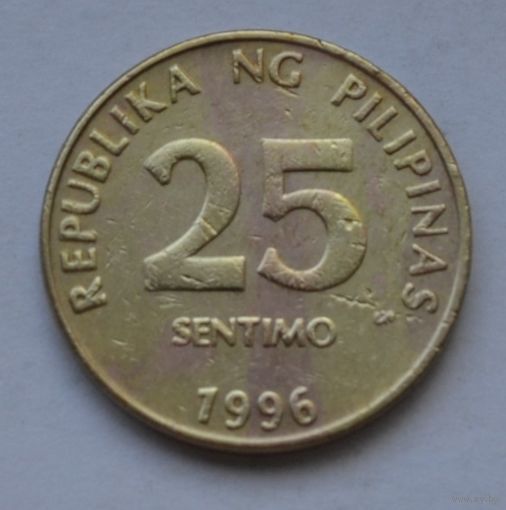 REPUBLIKA NG PILIPINAS
25
SENTIMO
1996